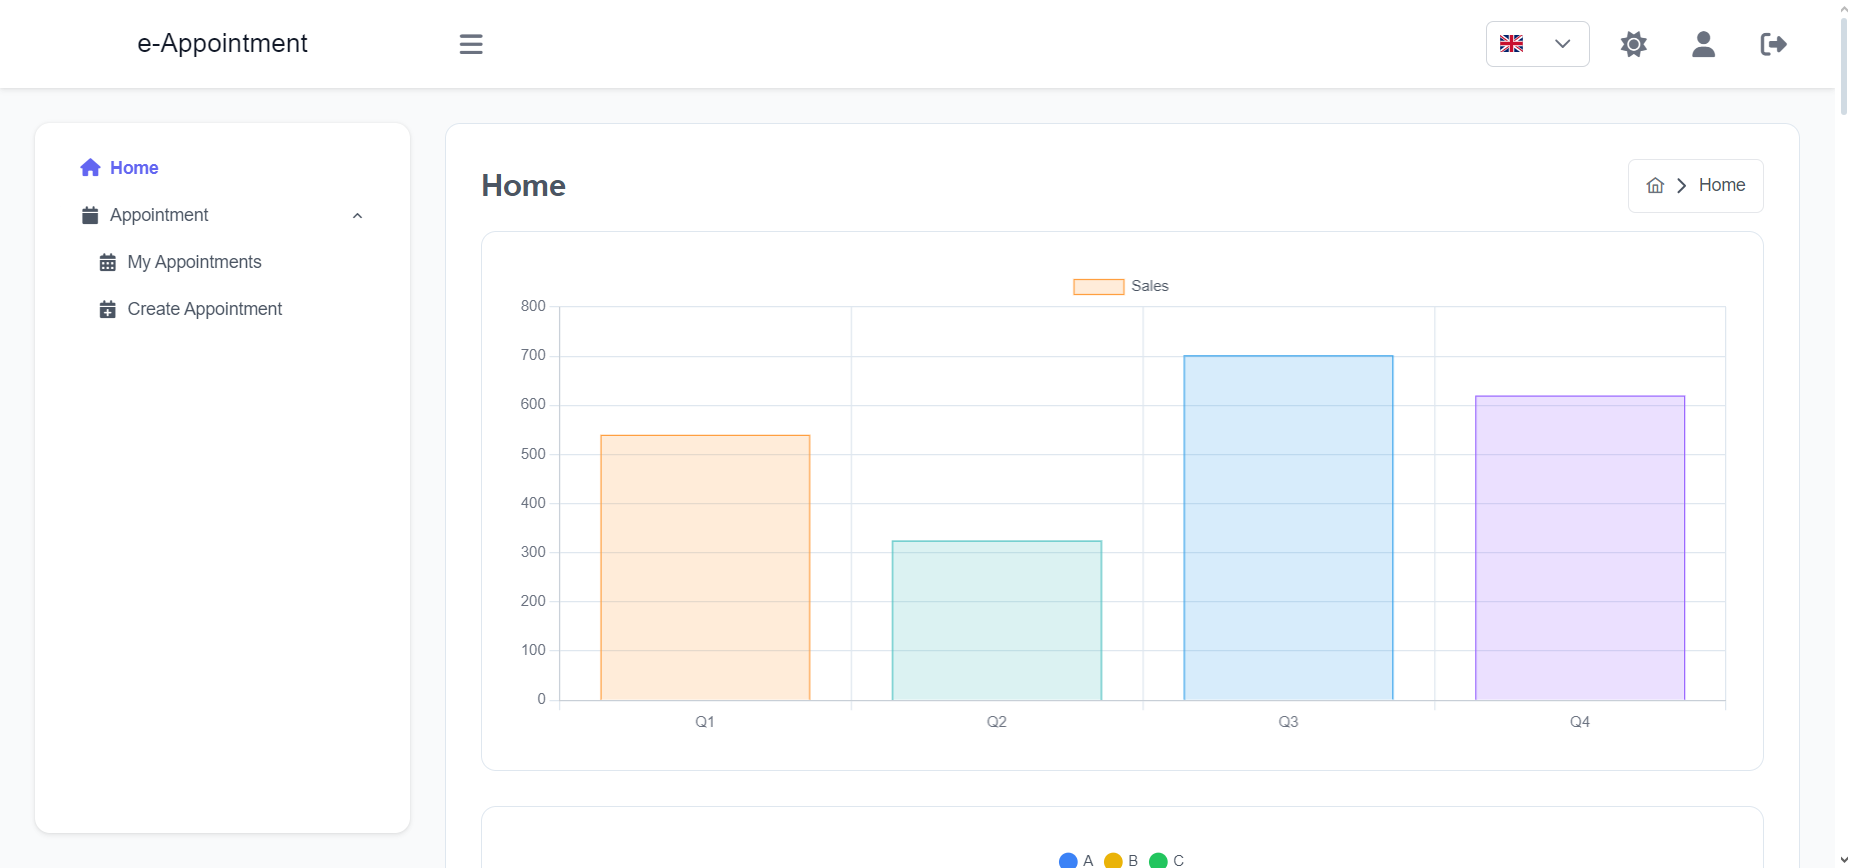 e-Appointment
Home
Appointment
My Appointments
Create Appointment
Home
Home
Sales
800
700
600
500
400
300
200
100
0
Q1 Q2 Q3 Q4
A B C